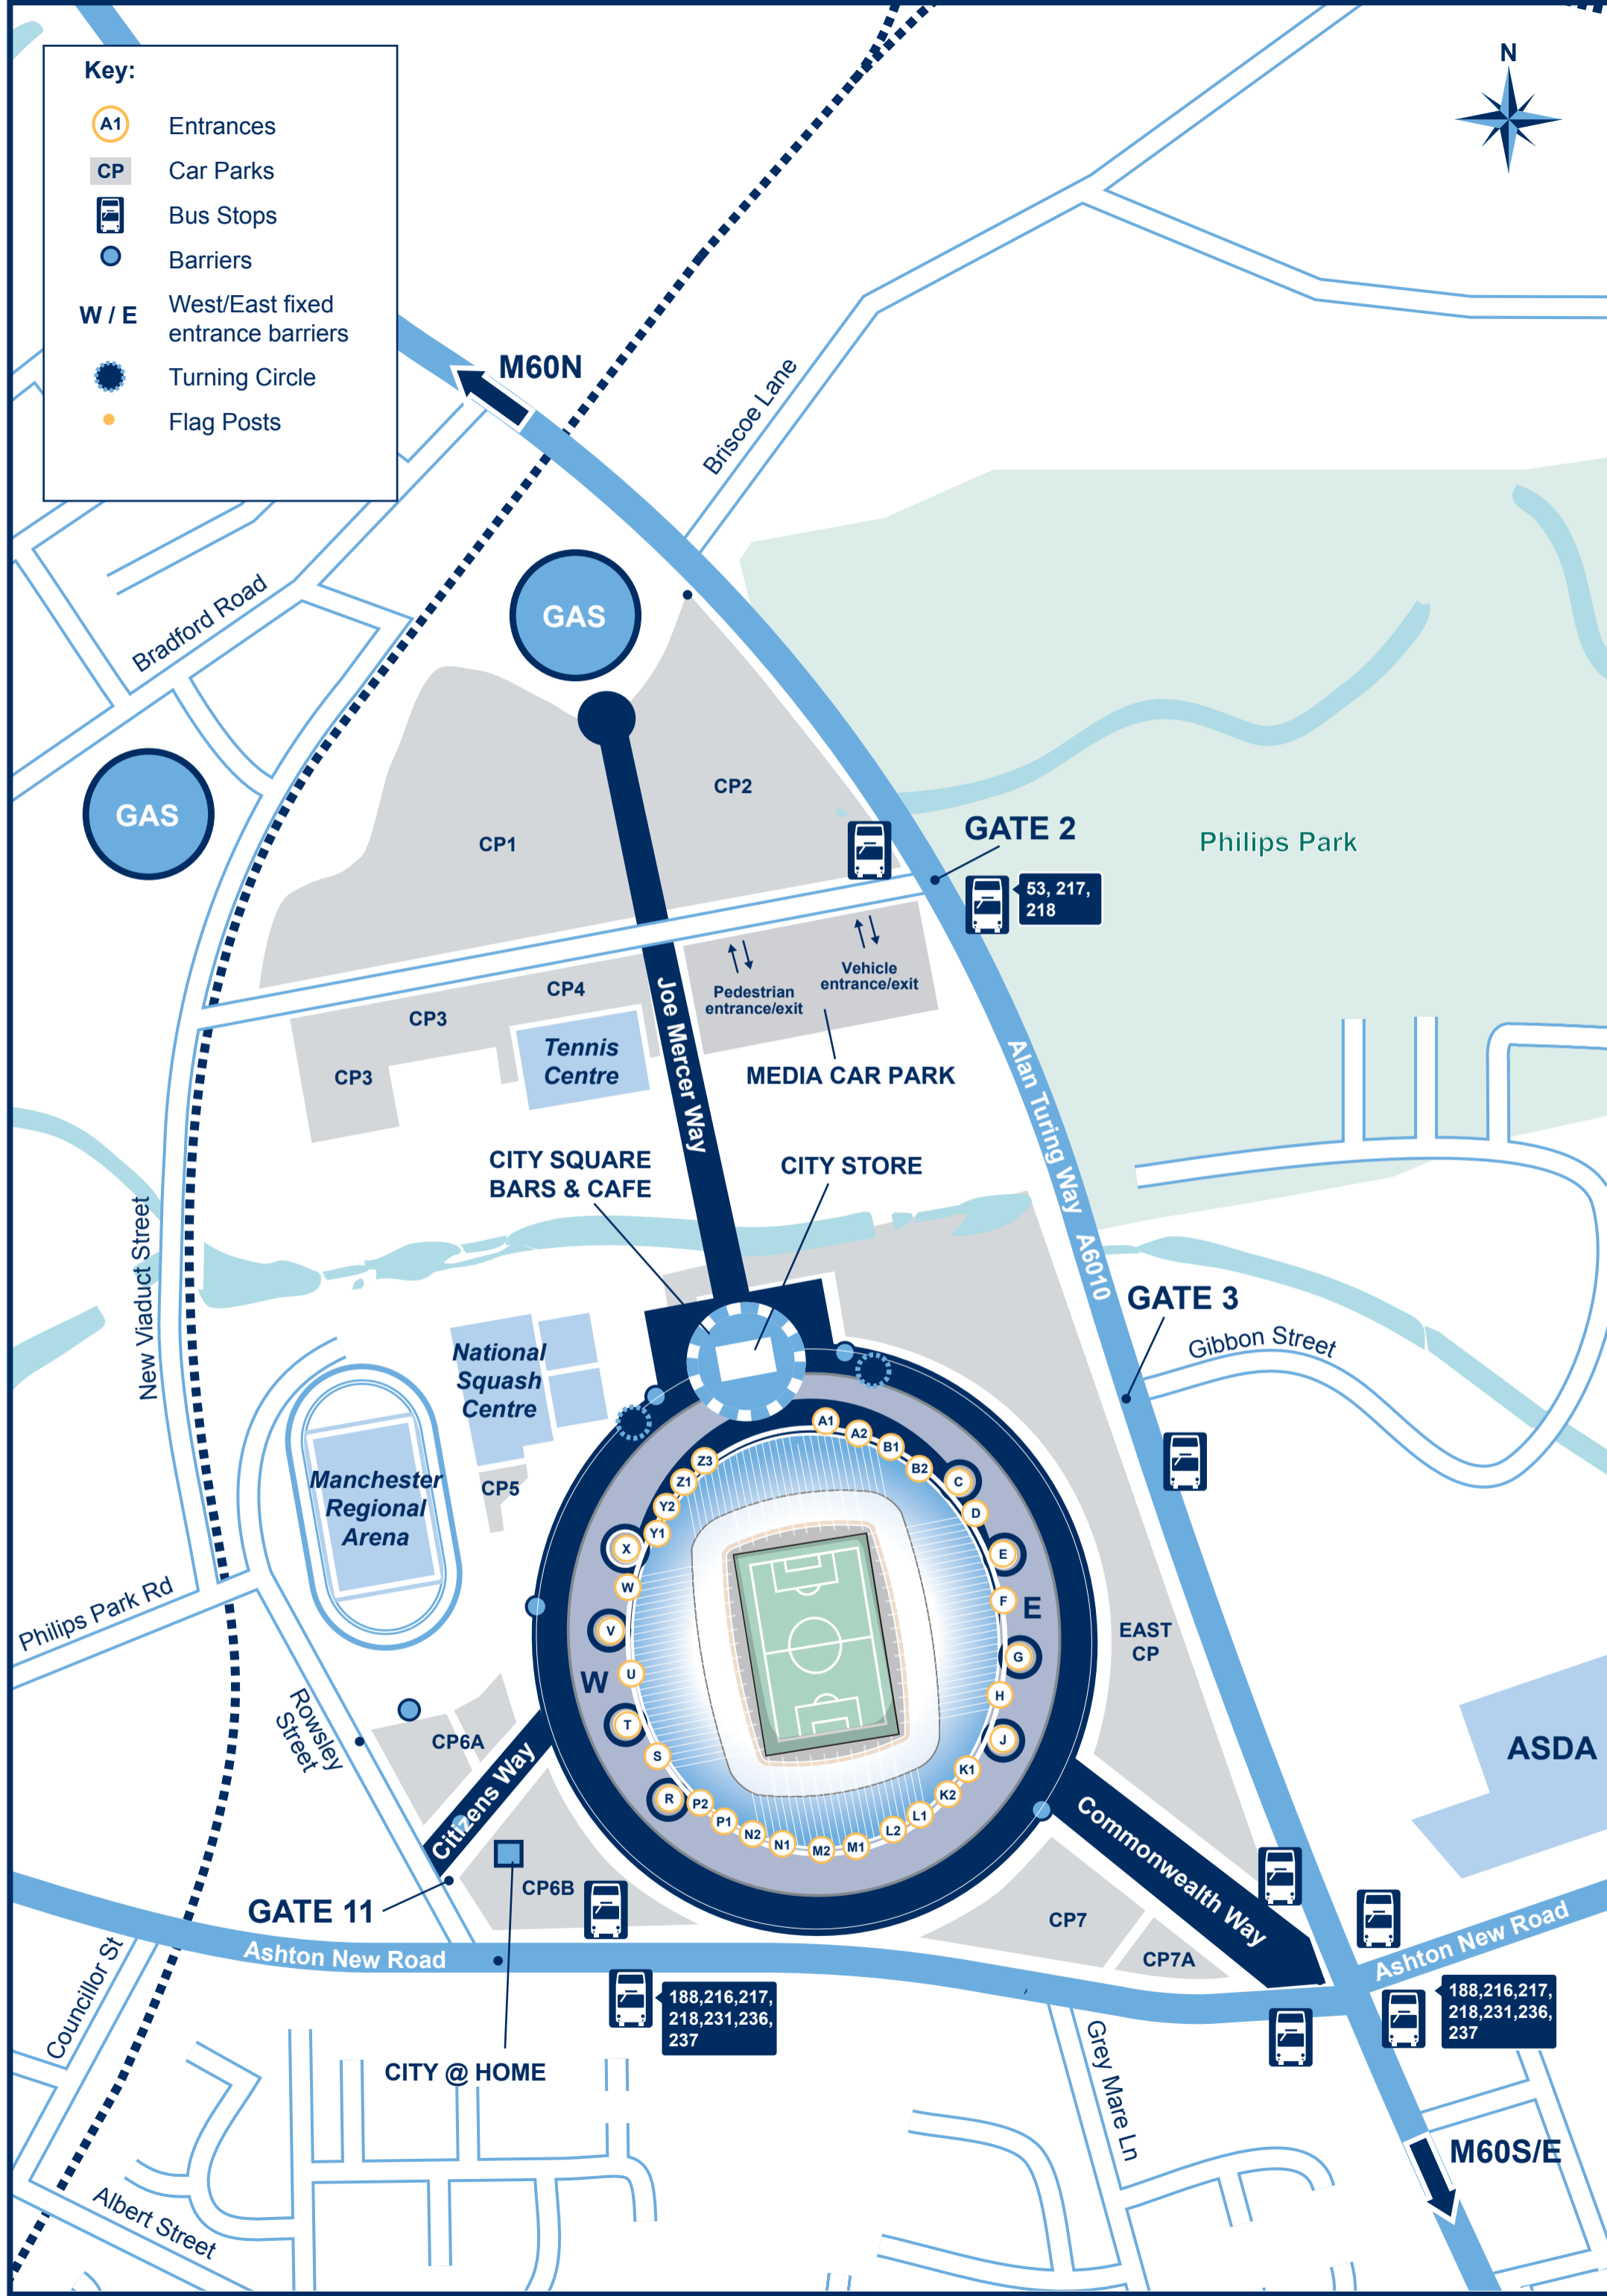 Key:
A1 Entrances
CP Car Parks
Bus Stops
Barriers
W / E West/East fixed
entrance barriers
Turning Circle
Flag Posts
N
M60N
Briscoe Lane
GAS
Bradford Road
GAS
CP2
CP1
GATE 2
53, 217,
218
Philips Park
Vehicle
entrance/exit
Pedestrian
entrance/exit
CP4
CP3
CP3
Tennis
Centre
Joe Mercer Way
MEDIA CAR PARK
Alan Turing Way A6010
CITY SQUARE
BARS & CAFE
CITY STORE
New Viaduct Street
GATE 3
Gibbon Street
National
Squash
Centre
CP5
Manchester
Regional
Arena
A1
A2
B1
B2
C
D
E
F
E
G
H
J
K1
K2
L1
L2
M1
M2
N1
N2
P1
P2
R
S
T
U
W
V
W
X
Y1
Y2
Z1
Z3
EAST
CP
Philips Park Rd
Rowsley
Street
CP6A
Citizens Way
ASDA
Commonwealth Way
CP6B
GATE 11
CP7
CP7A
Ashton New Road
Ashton New Road
Councillor St
188,216,217,
218,231,236,
237
188,216,217,
218,231,236,
237
CITY @ HOME
Grey Mare Ln
M60S/E
Albert Street